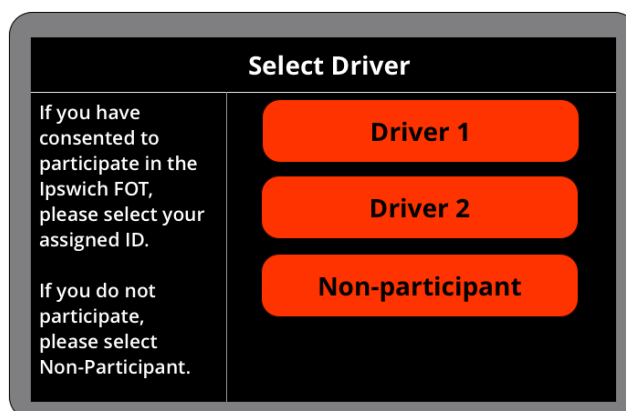 Select Driver
If you have
consented to
participate in the
Ipswich FOT,
please select your
assigned ID.
If you do not
participate,
please select
Non-Participant.
Driver 1
Driver 2
Non-participant